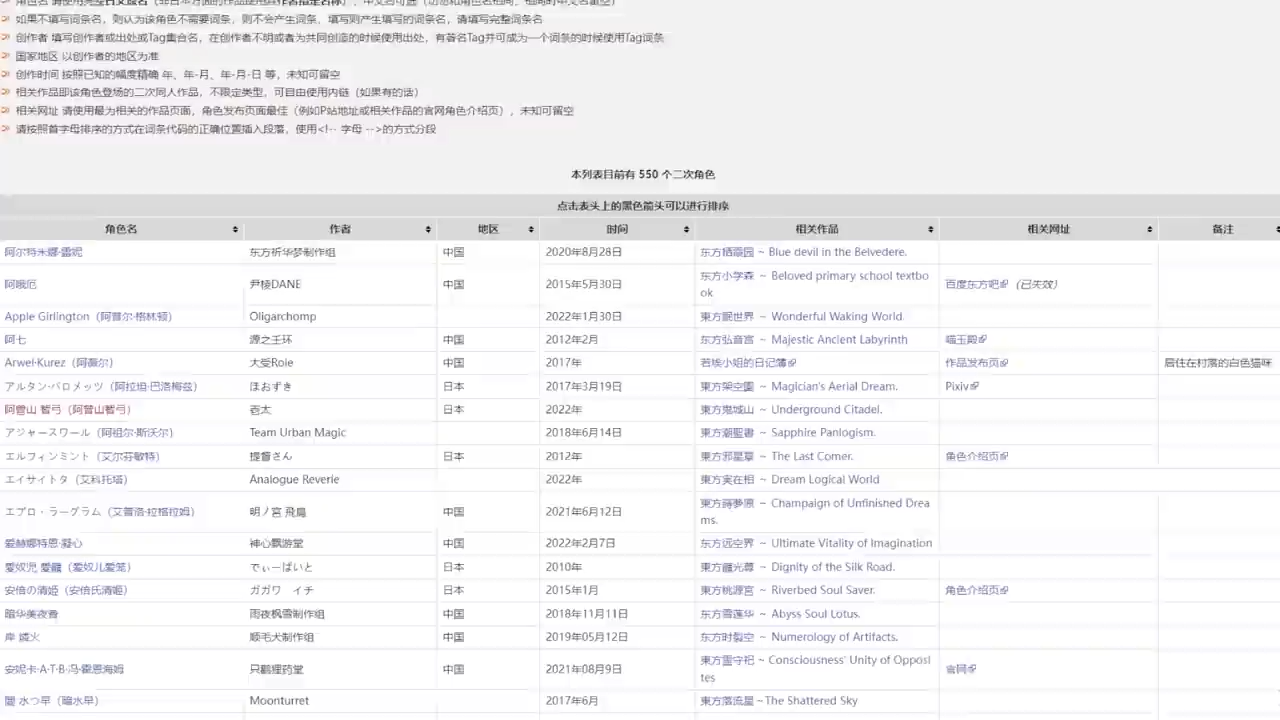 如果不填写词条名，则认为该角色不需要词条，则不会产生词条，填写则产生填写的词条名，请填写完整词条名
创作者 填写创作者或出处或Tag集合名，在创作者不明或者为共同创造的时候使用出处，有著名Tag并可成为一个词条的时候使用Tag词条
国家地区 以创作者的地区为准
创作时间 按照已知的幅度精确 年、年-月、年-月-日 等，未知可留空
相关作品即该角色登场的二次同人作品，不限定类型，可自由使用内链（如果有的话）
相关网址 请使用最为相关的作品页面，角色发布页面最佳（例如P站地址或相关作品的官网角色介绍页），未知可留空
请按照首字母排序的方式在词条代码的正确位置插入段落，使用<!-- 字母 -->的方式分段
本列表目前有 550 个二次角色
点击表头上的黑色箭头可以进行排序
角色名 作者 地区 时间 相关作品 相关网址 备注
阿尔特米娜·雷妮 东方祈华梦制作组 中国 2020年8月28日 东方栖蔷园 ~ Blue devil in the Belvedere.
阿哦厄 尹棱DANE 中国 2015年5月30日 东方小学森 ~ Beloved primary school textbo
ok 百度东方吧 (已失效)
Apple Girlington（阿普尔·格林顿） Oligarchomp 2022年1月30日 東方眠世界 ~ Wonderful Waking World.
阿七 源之王环 中国 2012年2月 东方弘音宫 ~ Majestic Ancient Labyrinth 喵玉殿
Arwel·Kurez（阿薇尔） 大受Roie 中国 2017年 若埃小姐的日记簿 作品发布页 居住在村落的白色猫咪
アルタン・バロメッツ（阿拉坦·巴洛梅兹） ほおずき 日本 2017年3月19日 東方架空園 ~ Magician's Aerial Dream. Pixiv
阿曽山 暫弓（阿曾山暂弓） 吞太 日本 2022年 東方鬼城山 ~ Underground Citadel.
アジャースワール（阿祖尔·斯沃尔） Team Urban Magic 2018年6月14日 東方潮聖書 ~ Sapphire Panlogism.
エルフィンミント（艾尔芬敏特） 提督さん 日本 2012年 東方邪星章 ~ The Last Comer. 角色介绍页
エイサイトタ（艾科托塔） Analogue Reverie 2022年 東方実在相 ~ Dream Logical World
エプロ・ラーグラム（艾普洛·拉格拉姆） 明ノ宮 飛鳥 中国 2021年6月12日 東方蒔夢原 ~ Champaign of Unfinished Drea
ms.
爱赫娜特恩·凝心 神心飘游堂 中国 2022年2月7日 东方远空界 ~ Ultimate Vitality of Imagination
愛奴児 愛籠（爱奴儿爱笼） でぃーぱいと 日本 2010年 東方疆光尊 ~ Dignity of the Silk Road.
安倍の清姫（安倍氏清姬） ガガワ イチ 日本 2015年1月 東方桃源宮 ~ Riverbed Soul Saver. 角色介绍页
暗华美夜香 雨夜枫雪制作组 中国 2018年11月11日 东方雪莲华 ~ Abyss Soul Lotus.
岸 嬑火 顺毛犬制作组 中国 2019年05月12日 东方时裂空 ~ Numerology of Artifacts.
安妮卡·A·T·B·冯·霍恩海姆 只鹳狸药堂 中国 2021年08月9日 東方畺守祀 ~ Consciousness' Unity of Opposi
tes 官网
闇 水つ早（暗水早） Moonturret 2017年6月 東方落流星 ~The Shattered Sky